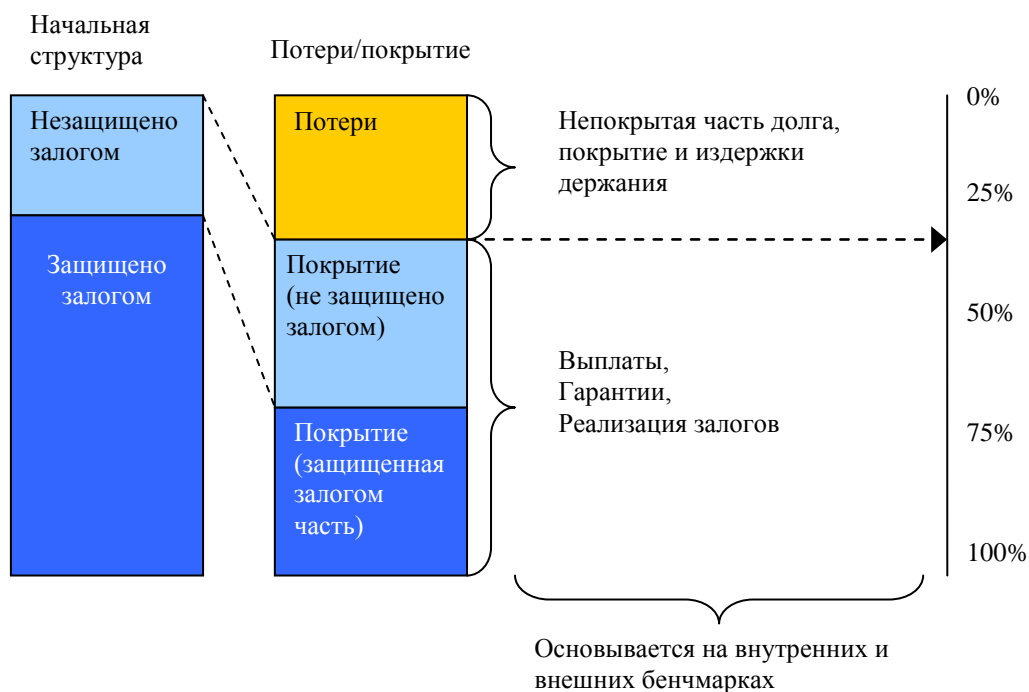 Начальная
структура
Потери/покрытие
Незащищено
залогом
Защищено
залогом
Потери
Покрытие
(не защищено
залогом)
Покрытие
(защищенная
залогом
часть)
Непокрытая часть долга,
покрытие и издержки
держания
Выплаты,
Гарантии,
Реализация залогов
0%
25%
50%
75%
100%
Основывается на внутренних и
внешних бенчмарках